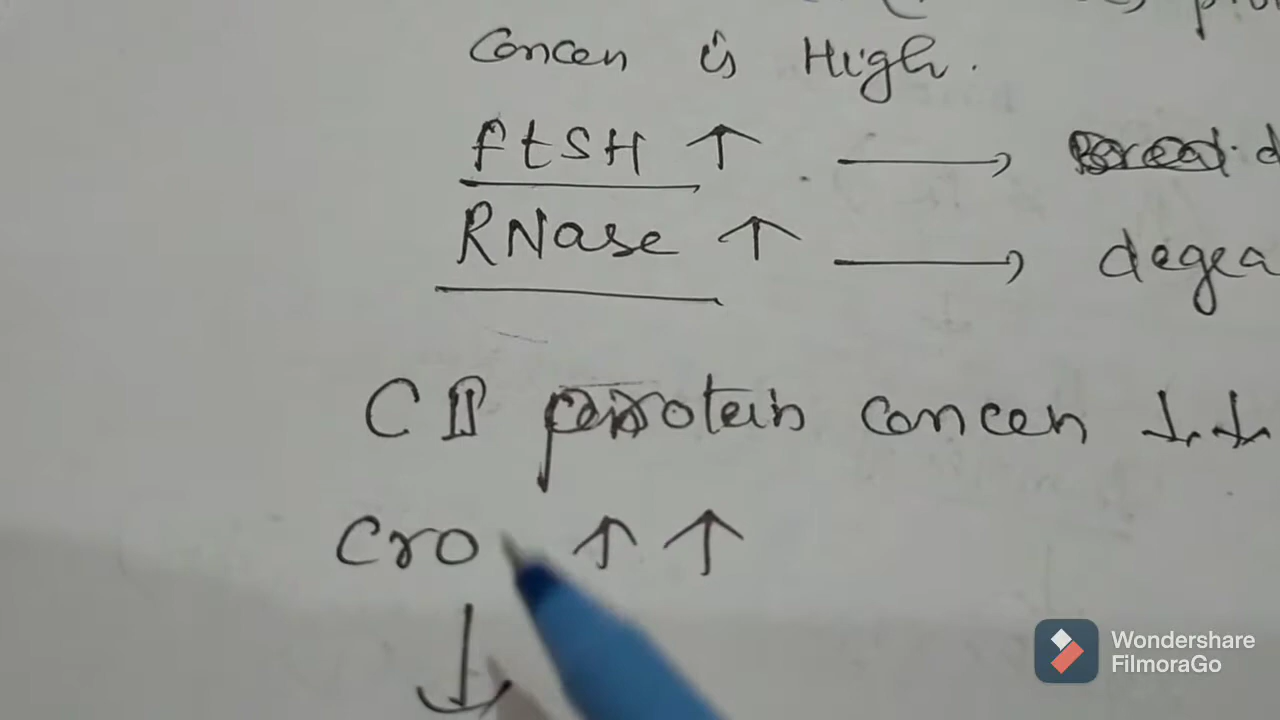 Concen is High.
FtSH ↑ →
RNase ↑ →
CII protein concen ↓ ↓
Cro ↑ ↑
↓
Wondershare
FilmoraGo